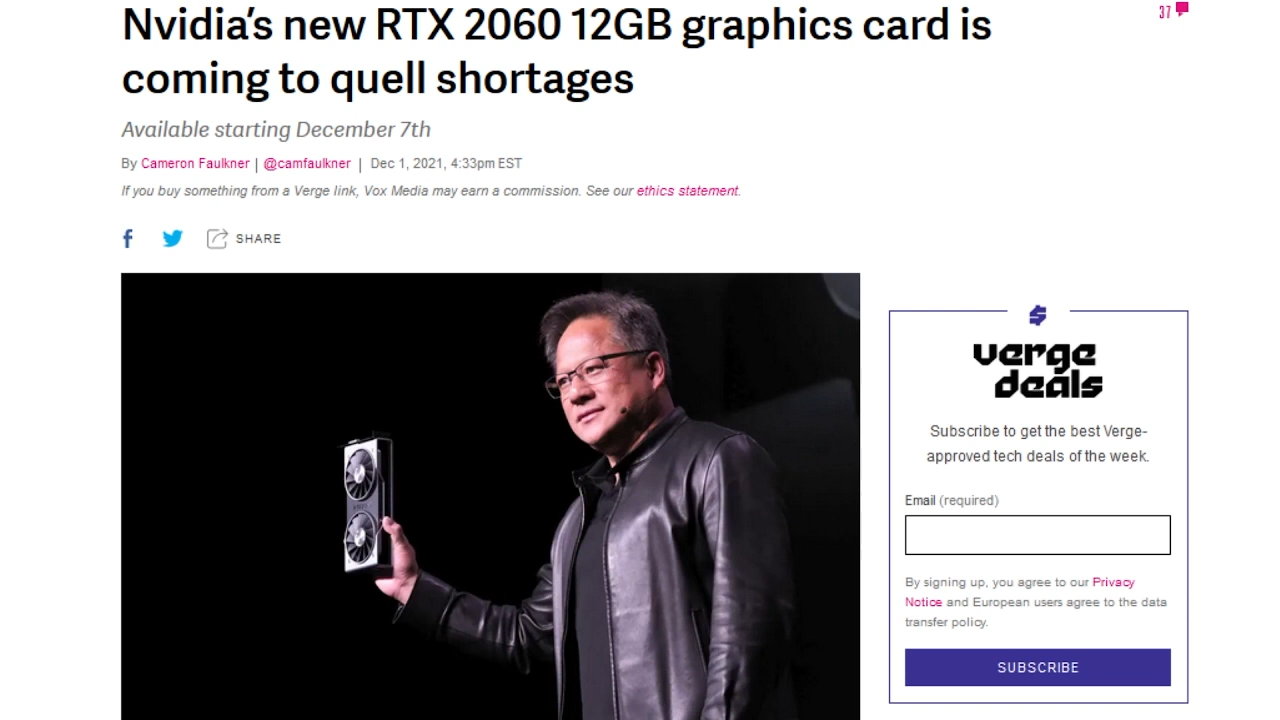 Nvidia's new RTX 2060 12GB graphics card is
coming to quell shortages
37
Available starting December 7th
By Cameron Faulkner | @camfaulkner | Dec 1, 2021, 4:33pm EST
If you buy something from a Verge link, Vox Media may earn a commission. See our ethics statement.
SHARE
verge
deals
Subscribe to get the best Verge-
approved tech deals of the week.
Email (required)
By signing up, you agree to our Privacy
Notice and European users agree to the data
transfer policy.
SUBSCRIBE